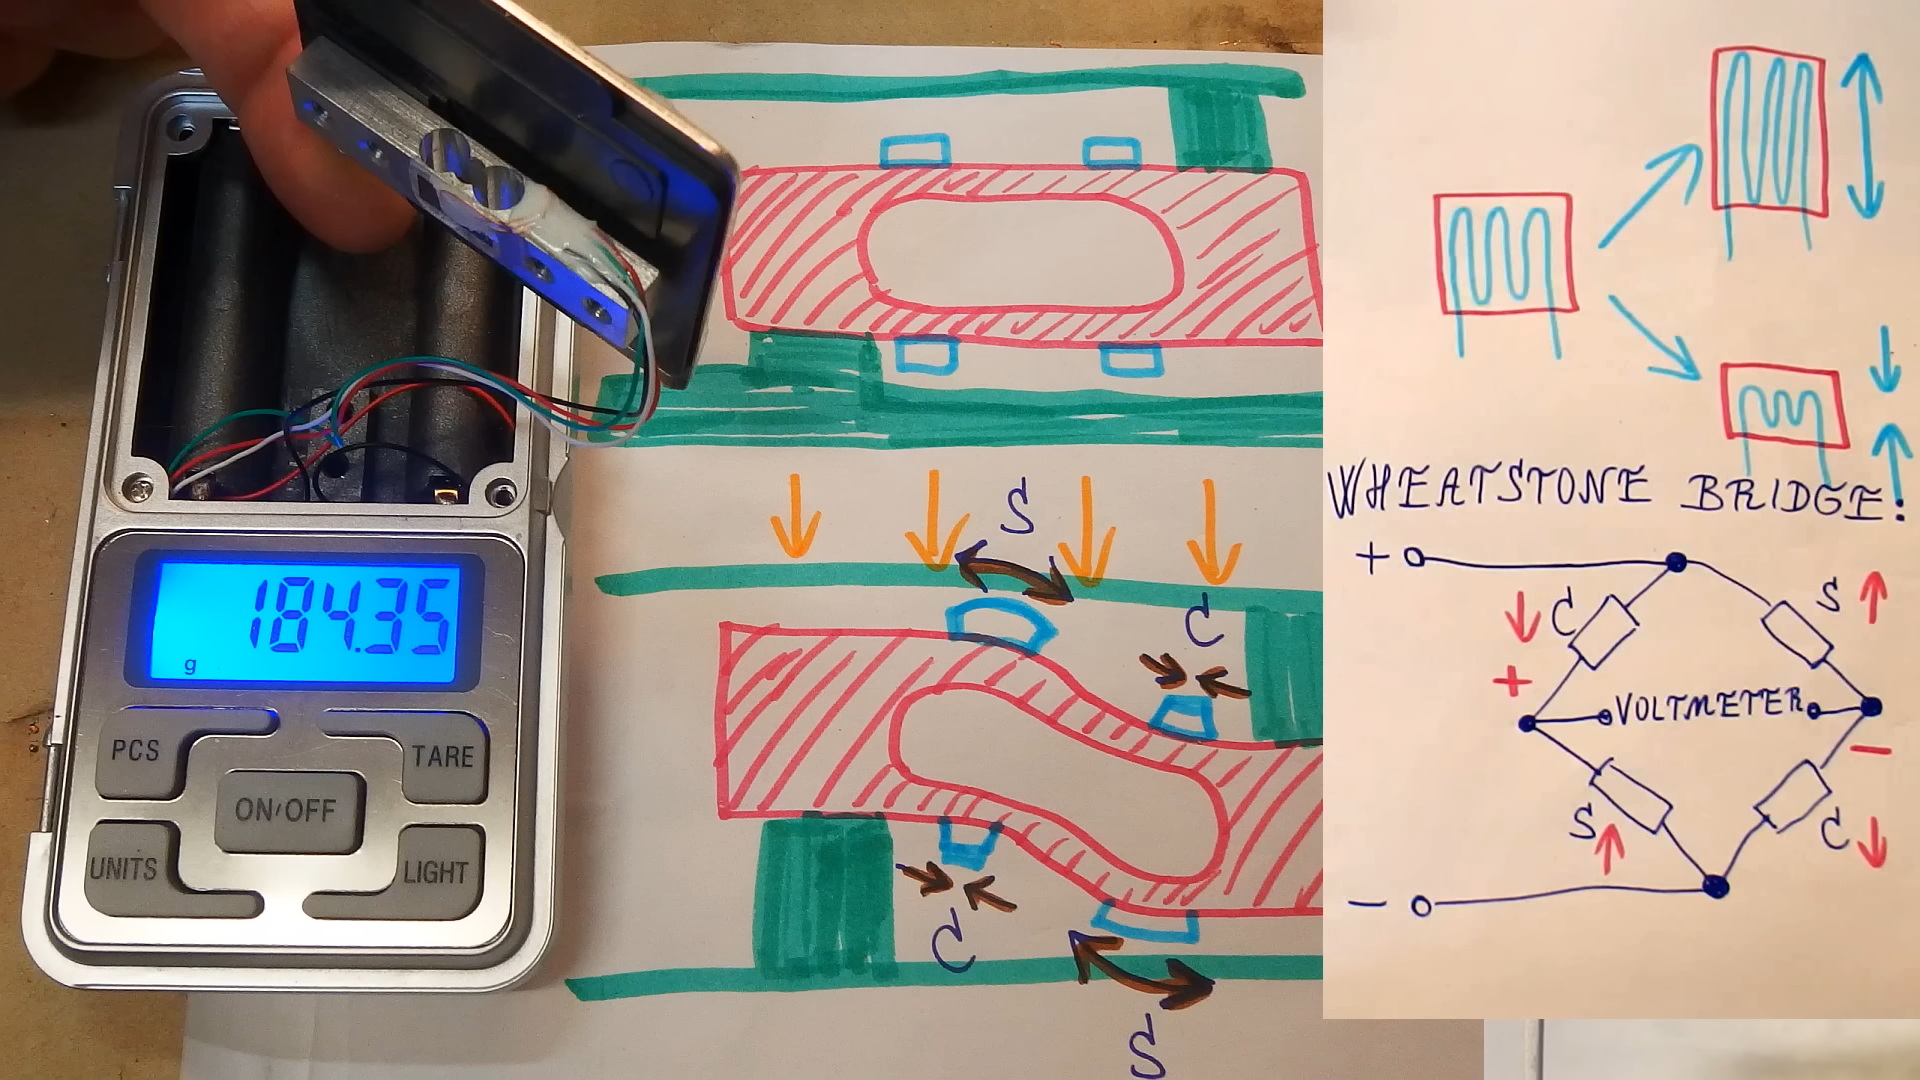 184.35
g
PCS
TARE
ON/OFF
UNITS
LIGHT
S
C
C
S
WHEATSTONE BRIDGE:
+
C
S
+
VOLTMETER
−
S
C
−